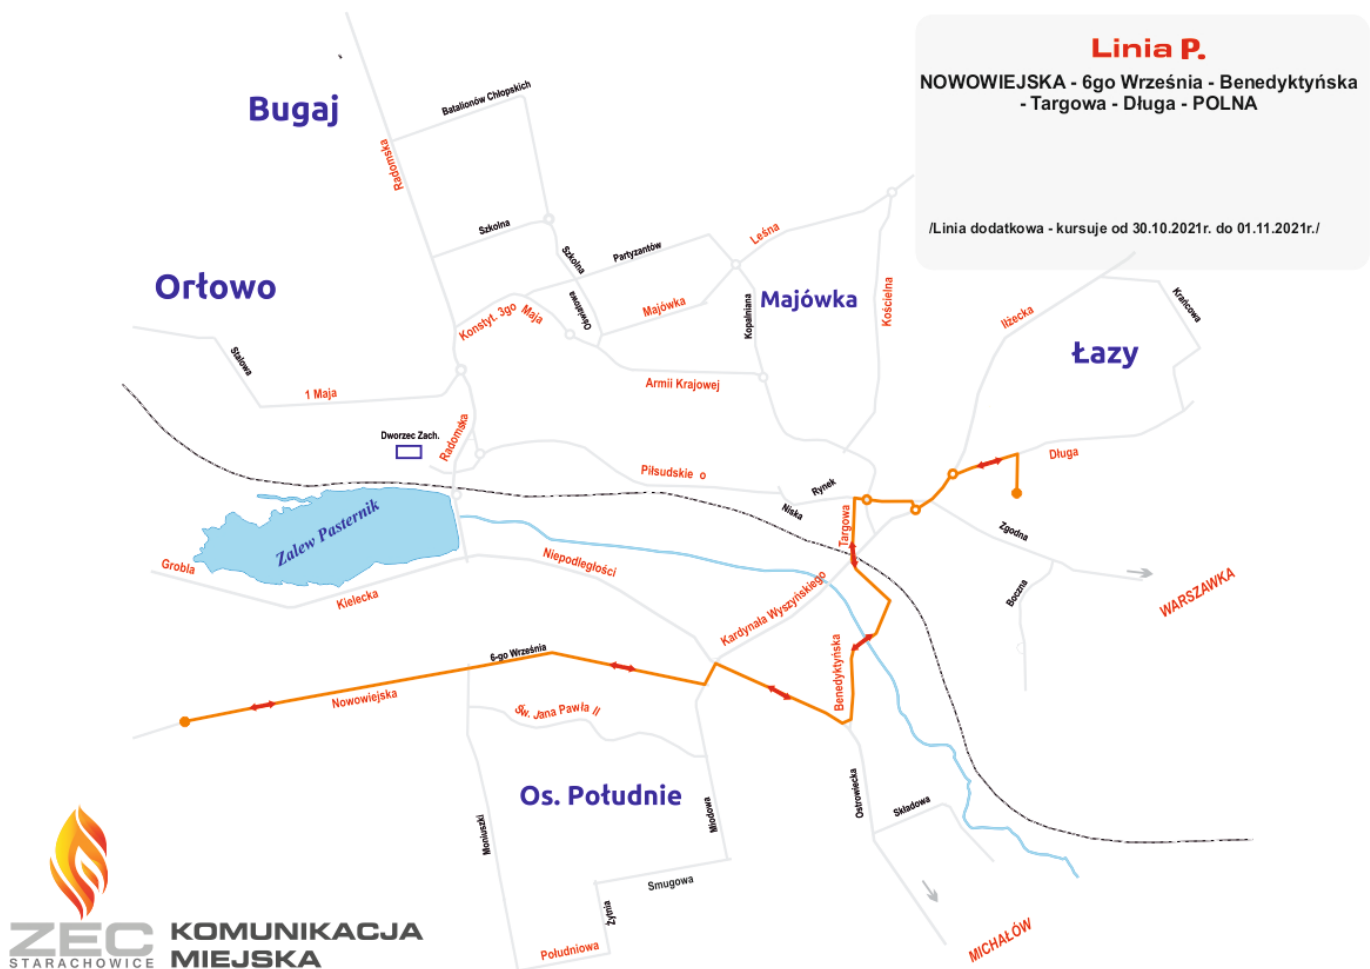 Linia P.
NOWOWIEJSKA - 6go Września - Benedyktyńska
- Targowa - Długa - POLNA
/Linia dodatkowa - kursuje od 30.10.2021r. do 01.11.2021r./
Bugaj
Batalionów Chłopskich
Radomska
Szkolna
Szkolna
Partyzantów
Leśna
Orłowo
Oświatowa
Majówka
Majówka
Kopalniana
Kościelna
Konstyt. 3go Maja
Iłżecka
Krańcowa
Łazy
Stalowa
1 Maja
Armii Krajowej
Dworzec Zach.
Radomska
Piłsudskie o
Rynek
Niska
Długa
Targowa
Zgodna
Zalew Pasternik
Grobla
Kielecka
Niepodległości
Kardynała Wyszyńskiego
Boczna
WARSZAWKA
6-go Września
Nowowiejska
Benedyktyńska
Św. Jana Pawła II
Os. Południe
Moniuszki
Miodowa
Ostrowiecka
Składowa
Smugowa
Żytnia
Południowa
MICHAŁÓW
ZEC
STARACHOWICE
KOMUNIKACJA
MIEJSKA